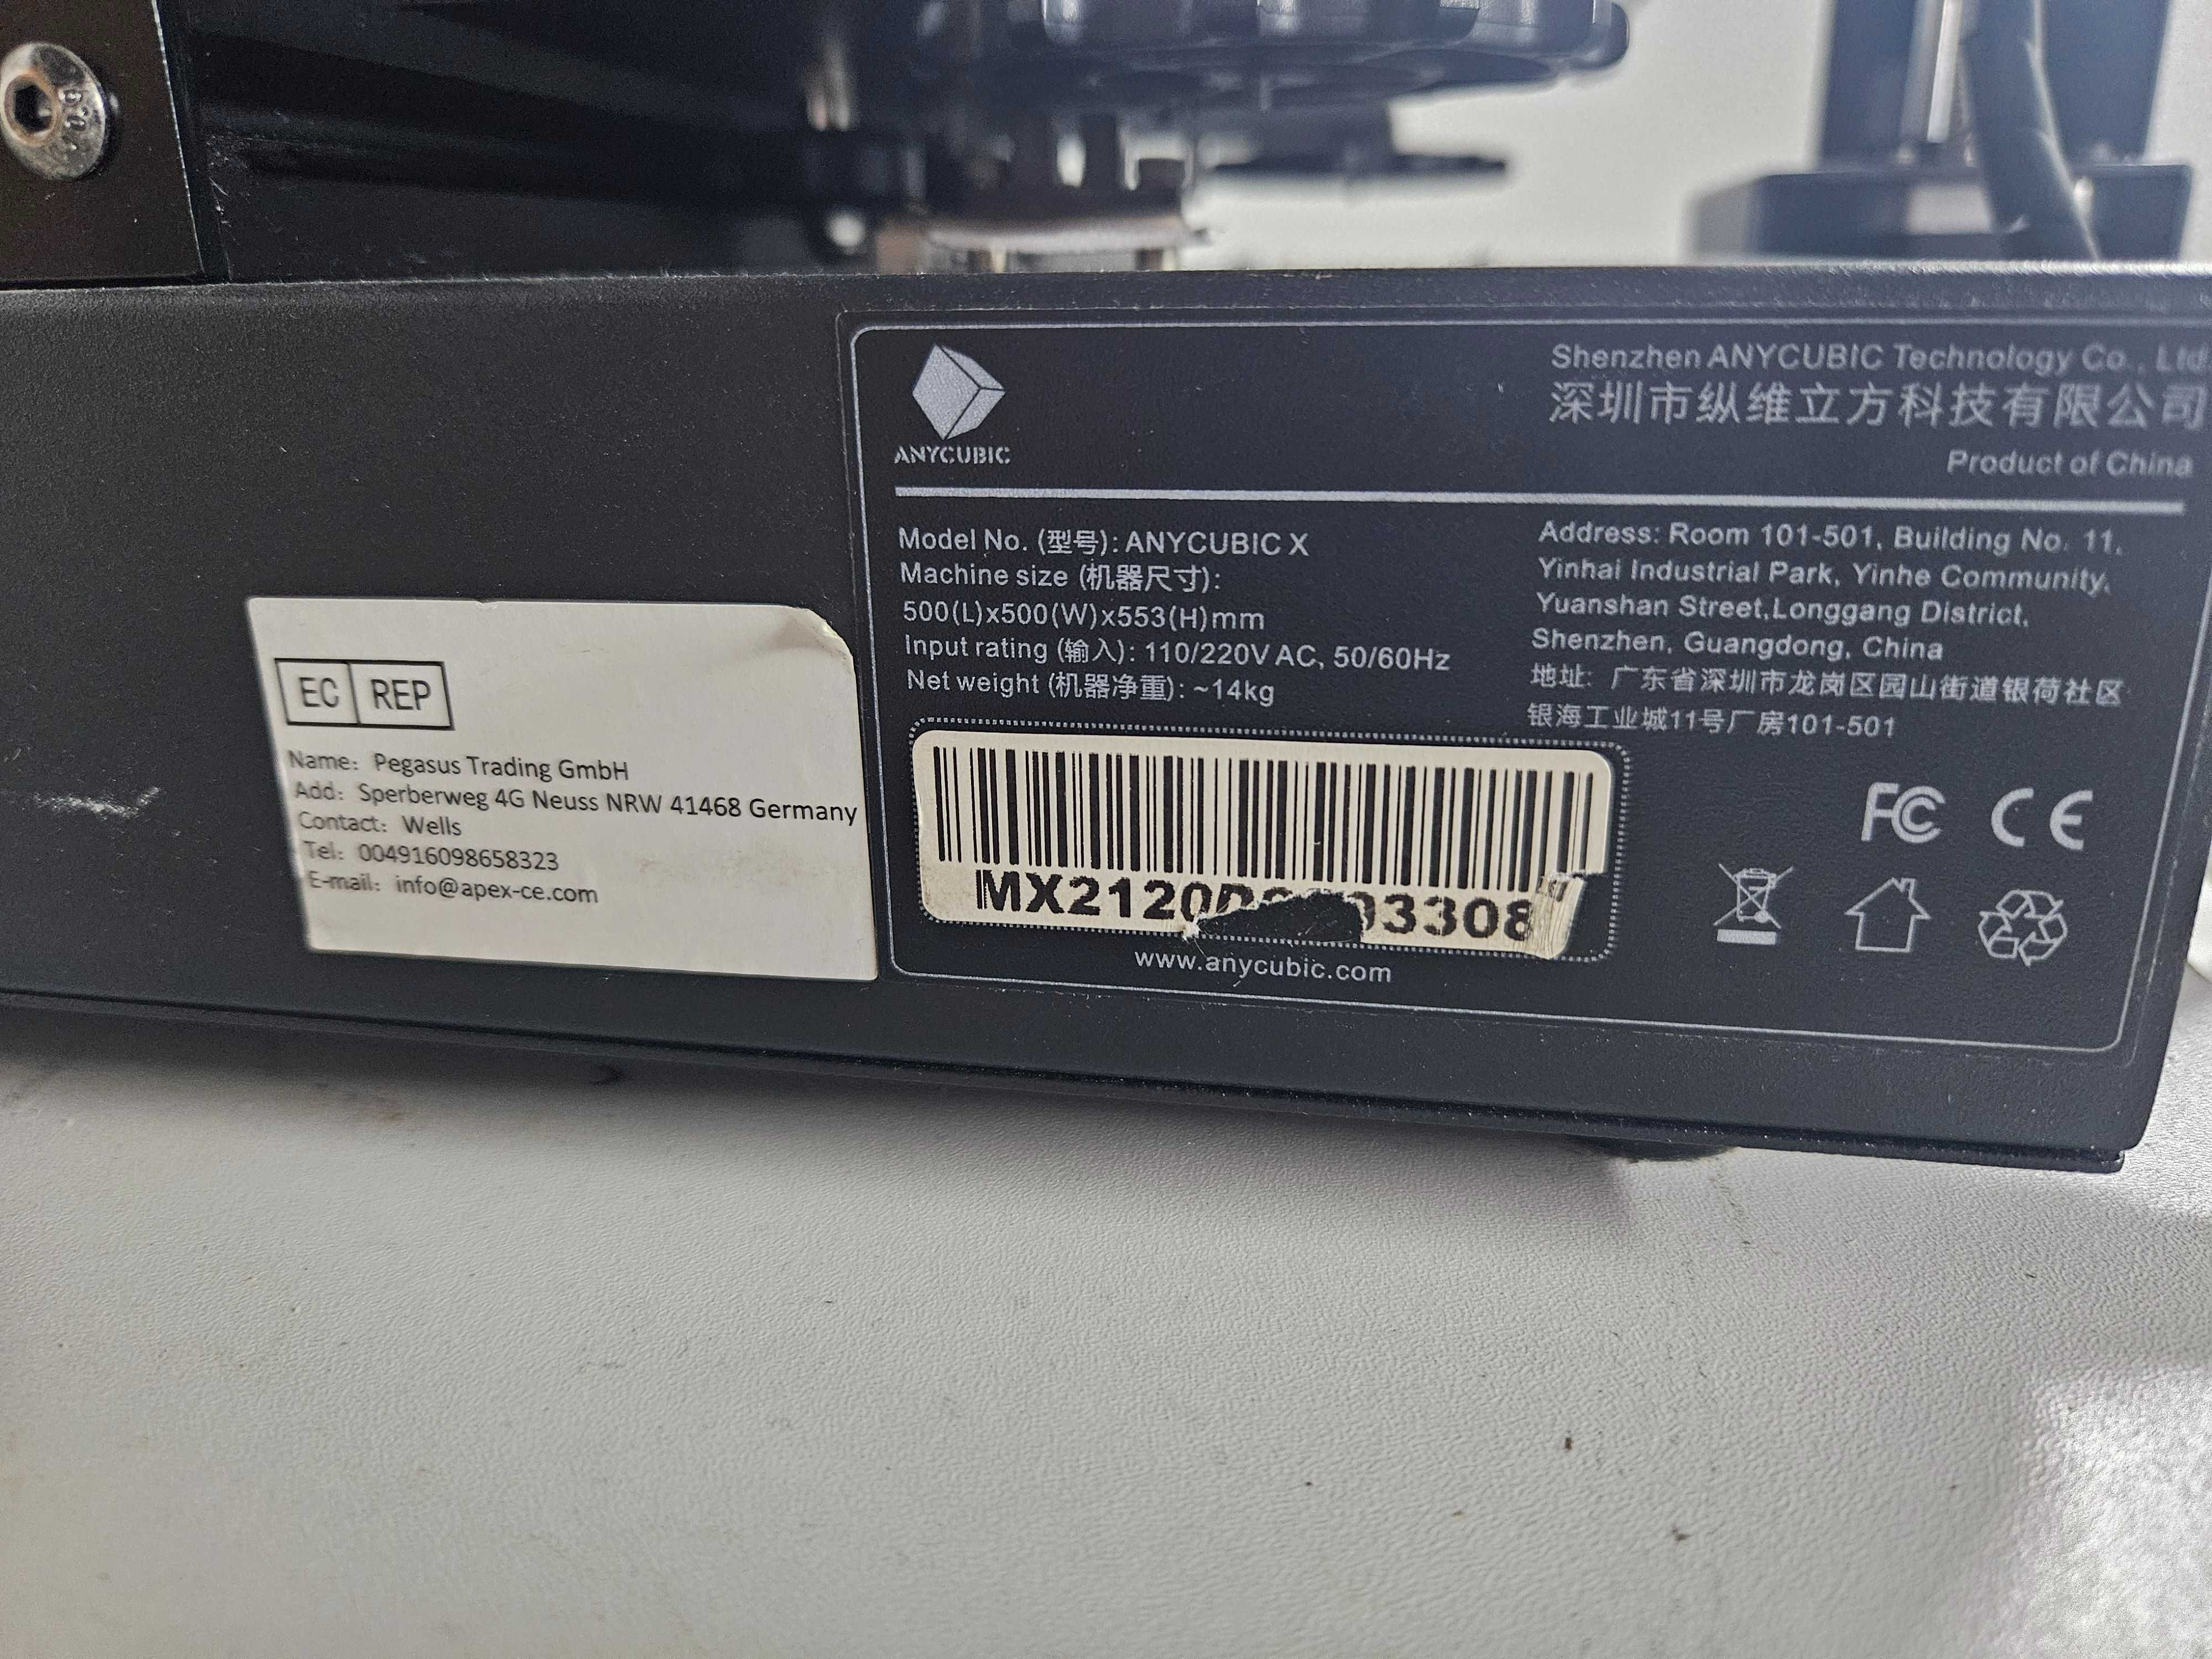 EC REP
Name: Pegasus Trading GmbH
Add: Sperberweg 4G Neuss NRW 41468 Germany
Contact: Wells
Tel: 004916098658323
E-mail: info@apex-ce.com
ANYCUBIC
Shenzhen ANYCUBIC Technology Co., Ltd
深圳市纵维立方科技有限公司
Product of China
Model No. (型号): ANYCUBIC X
Machine size (机器尺寸):
500(L)x500(W)x553(H)mm
Input rating (输入): 110/220V AC, 50/60Hz
Net weight (机器净重): ~14kg
Address: Room 101-501, Building No. 11,
Yinhai Industrial Park, Yinhe Community,
Yuanshan Street,Longgang District,
Shenzhen, Guangdong, China
地址: 广东省深圳市龙岗区园山街道银荷社区
银海工业城11号厂房101-501
FC CE
www.anycubic.com